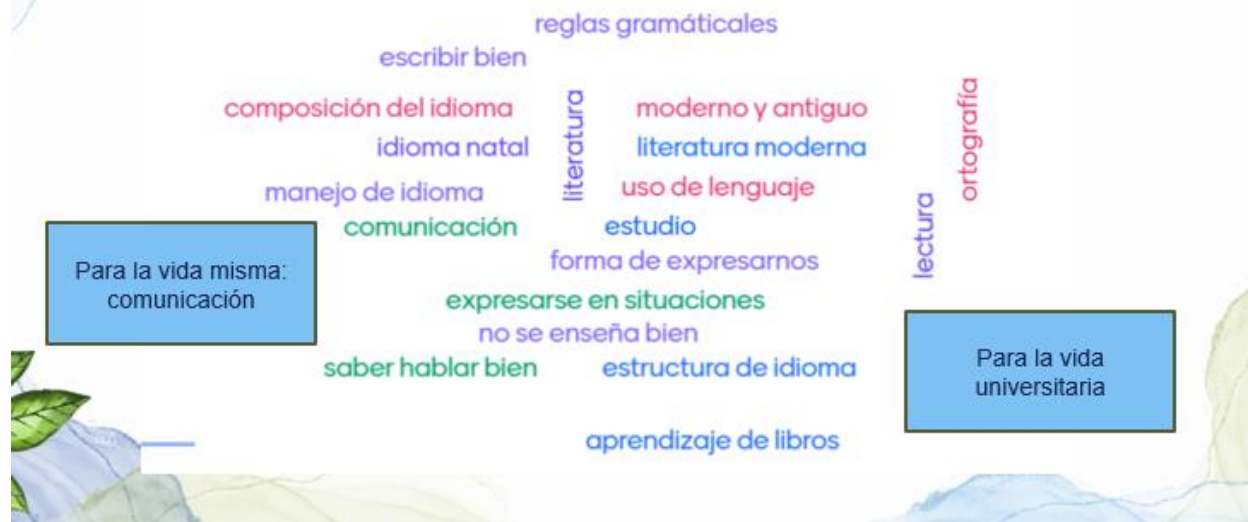 reglas gramáticales
escribir bien
composición del idioma
literatura
moderno y antiguo
ortografía
idioma natal
literatura moderna
manejo de idioma
uso de lenguaje
lectura
comunicación
estudio
Para la vida misma:
comunicación
forma de expresarnos
expresarse en situaciones
no se enseña bien
saber hablar bien
estructura de idioma
Para la vida
universitaria
aprendizaje de libros